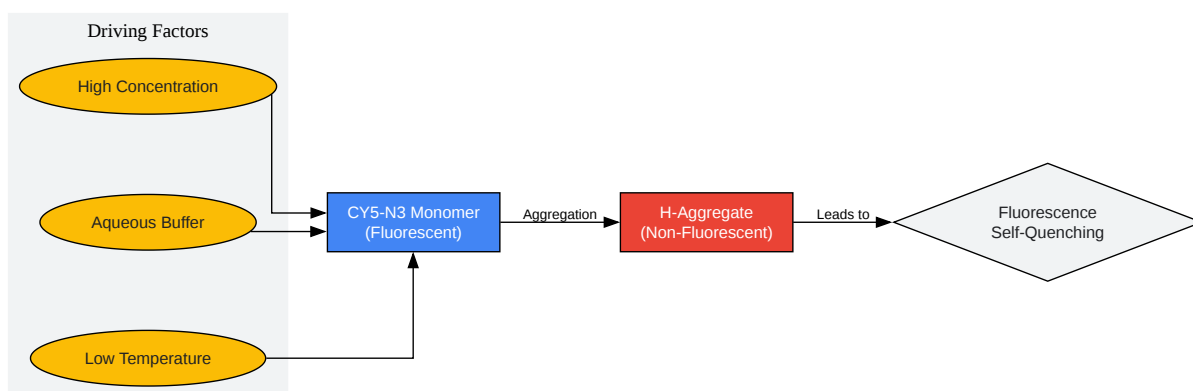 Driving Factors
High Concentration
Aqueous Buffer
Low Temperature
CY5-N3 Monomer
(Fluorescent)
Aggregation
H-Aggregate
(Non-Fluorescent)
Leads to
Fluorescence
Self-Quenching